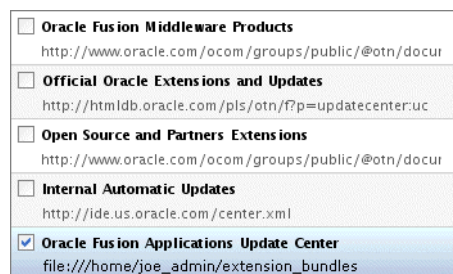 Oracle Fusion Middleware Products
http://www.oracle.com/ocom/groups/public/@otn/docur
Official Oracle Extensions and Updates
http://htmldb.oracle.com/pls/otn/f?p=updatecenter:uc
Open Source and Partners Extensions
http://www.oracle.com/ocom/groups/public/@otn/docur
Internal Automatic Updates
http://ide.us.oracle.com/center.xml
Oracle Fusion Applications Update Center
file:///home/joe_admin/extension_bundles